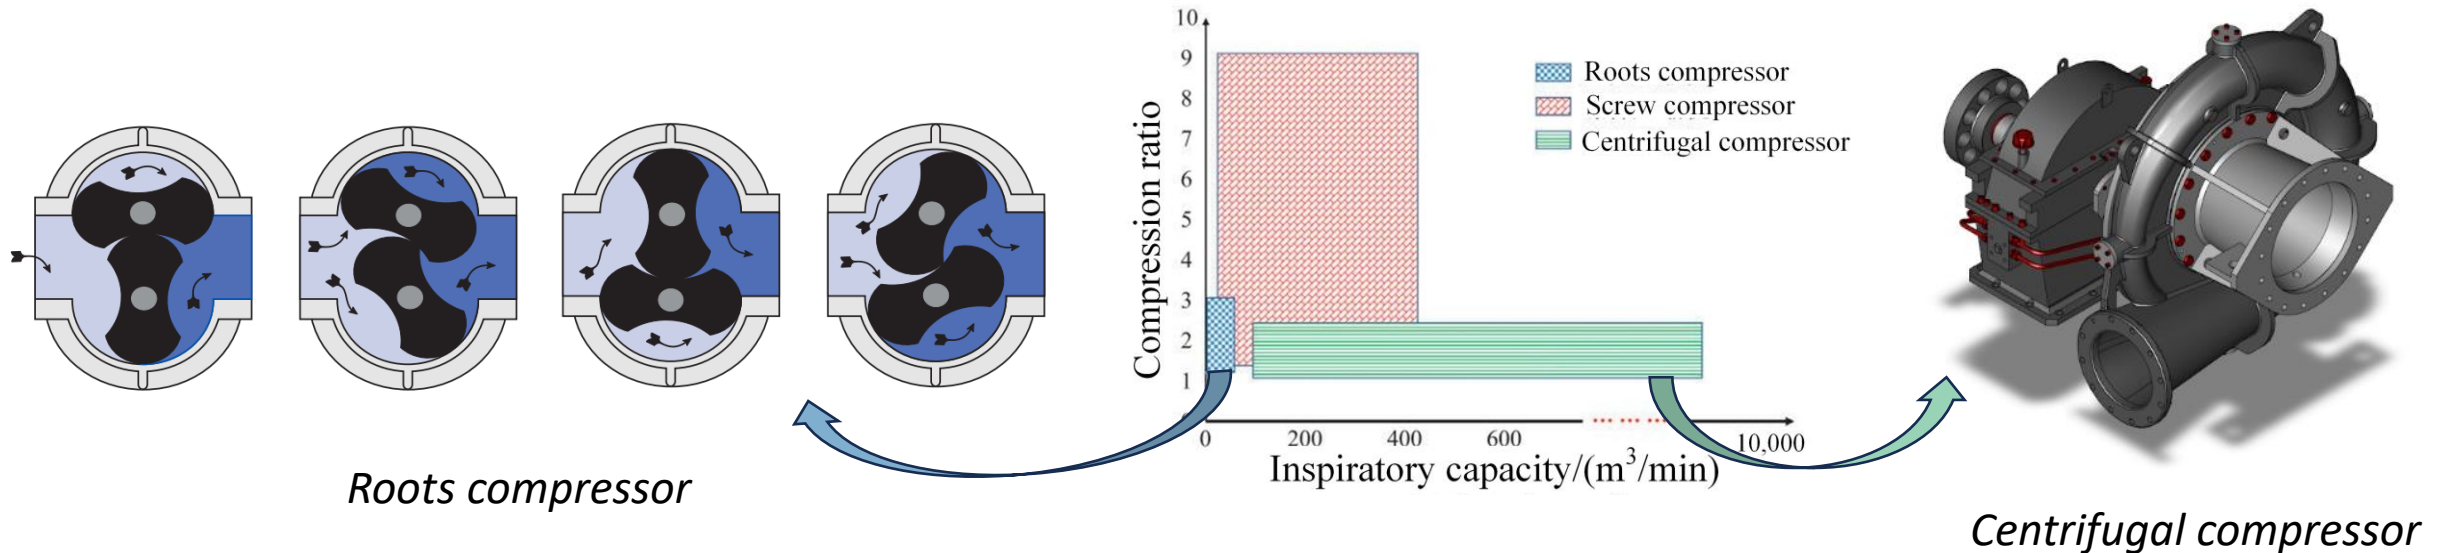 10
9
8
7
6
5
4
3
2
1
Compression ratio
Roots compressor
Screw compressor
Centrifugal compressor
0
200
400
600
10,000
Inspiratory capacity/(m³/min)
Roots compressor
Centrifugal compressor